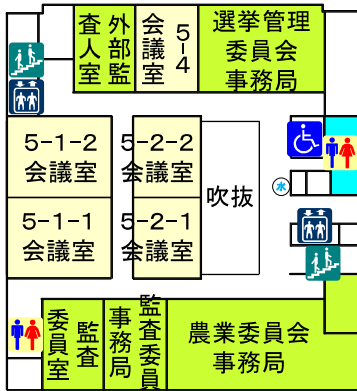 外部監
査人室
5-4
会議室
選挙管理
委員会
事務局
5-1-2
会議室
5-2-2
会議室
吹抜
水
5-1-1
会議室
5-2-1
会議室
監査
委員室
監査委員
事務局
農業委員会
事務局